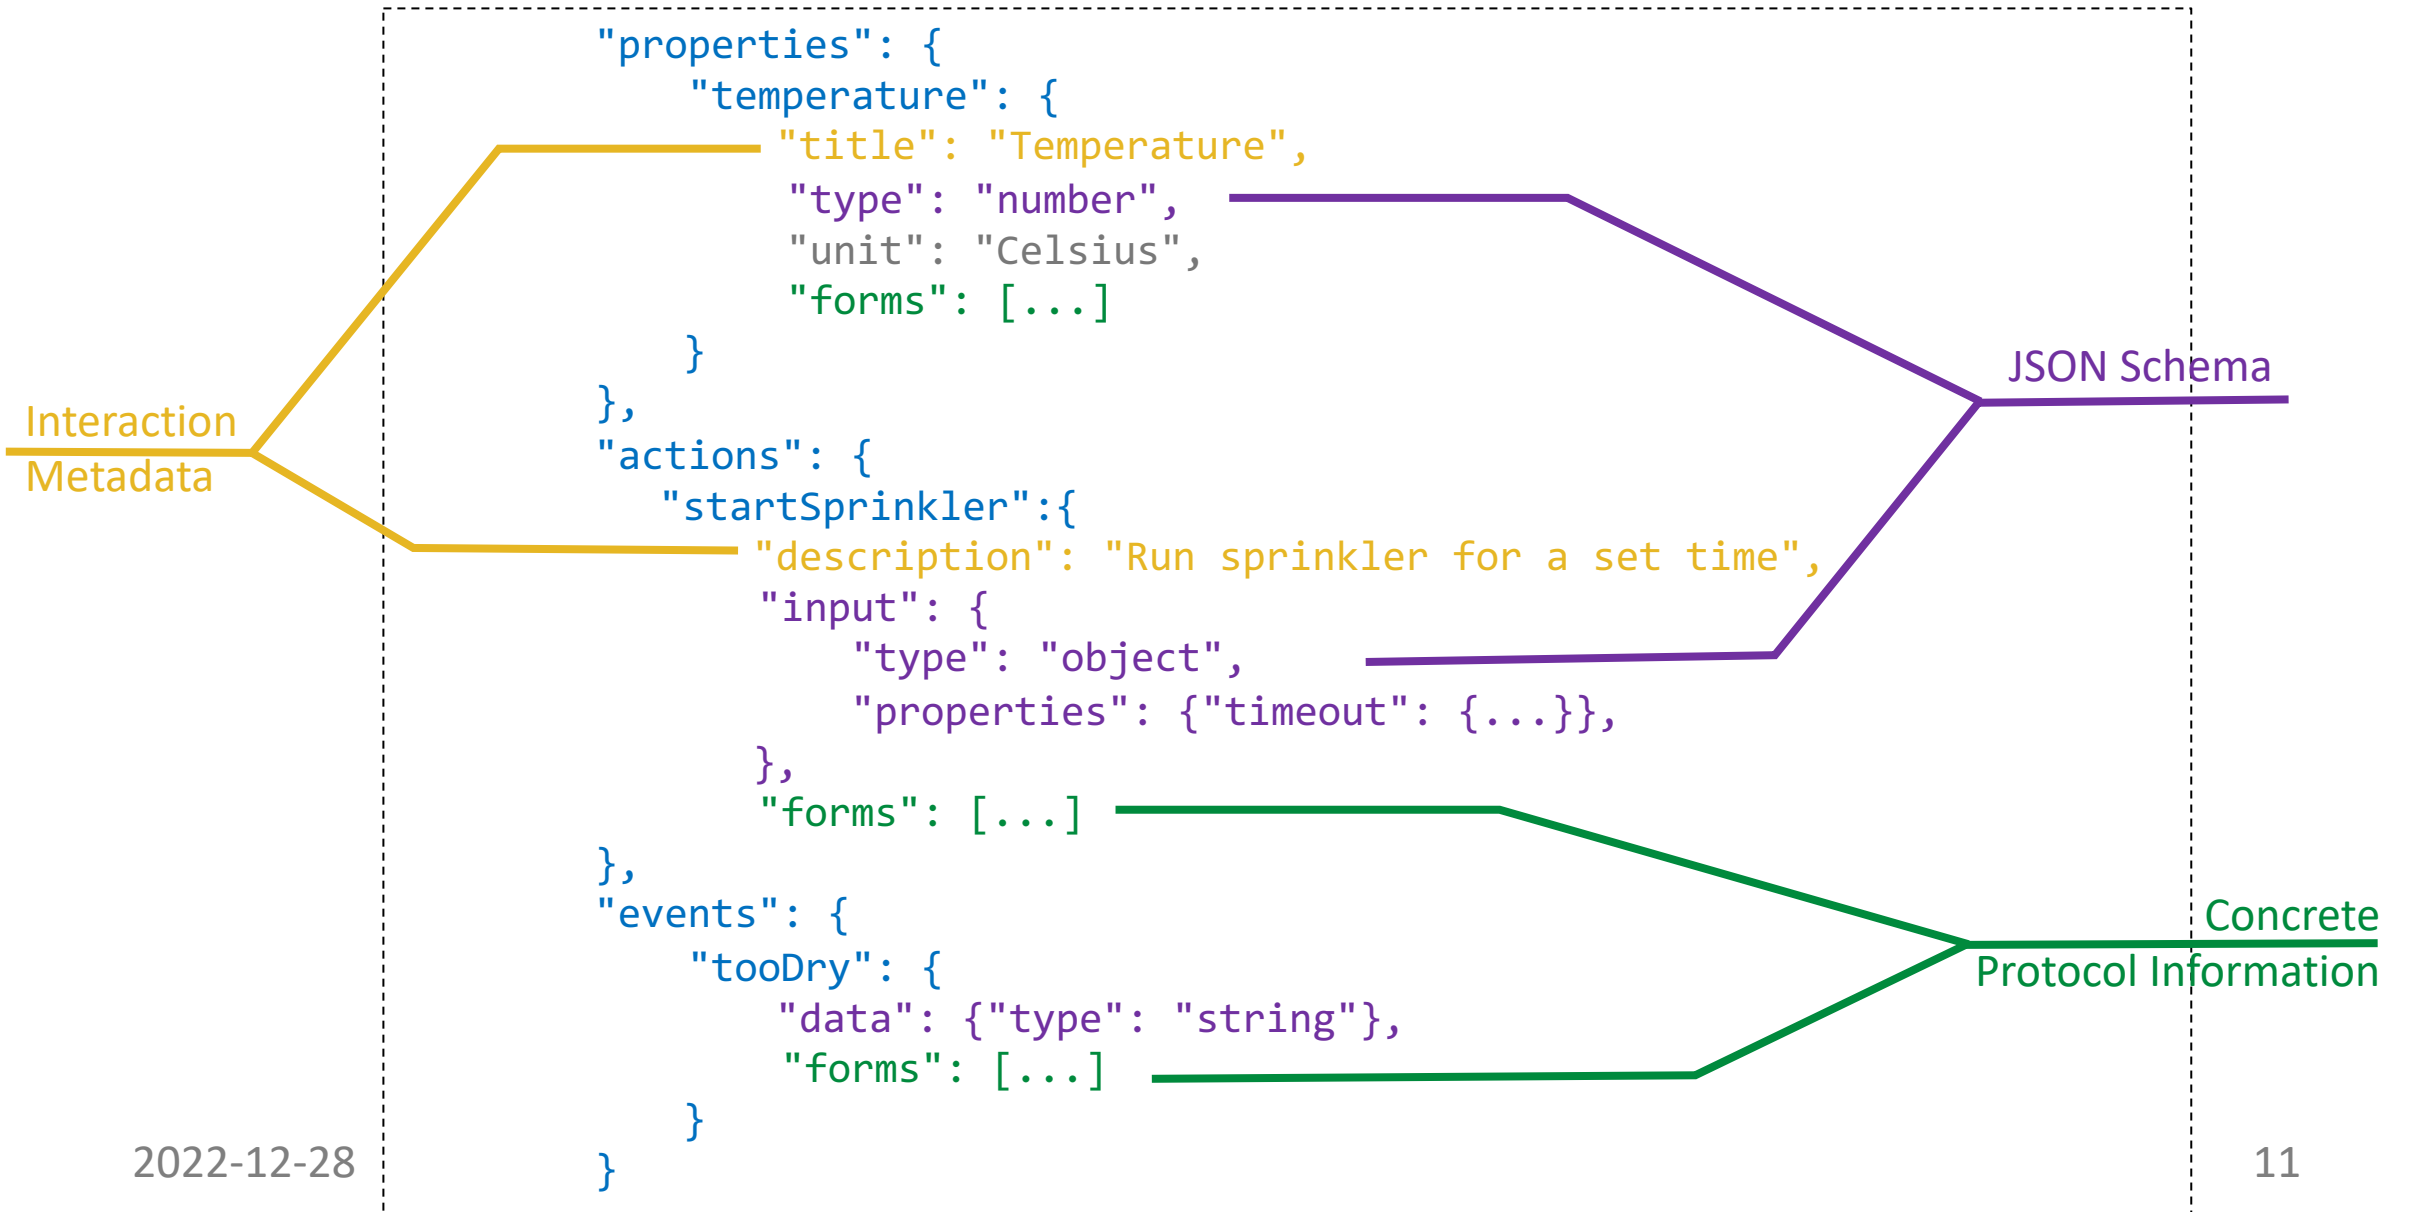 "properties": {
"temperature": {
"title": "Temperature",
"type": "number",
"unit": "Celsius",
"forms": [...]
}
},
"actions": {
"startSprinkler":{
"description": "Run sprinkler for a set time",
"input": {
"type": "object",
"properties": {"timeout": {...}},
},
"forms": [...]
},
"events": {
"tooDry": {
"data": {"type": "string"},
"forms": [...]
}
}
Interaction
Metadata
JSON Schema
Concrete
Protocol Information
2022-12-28
11